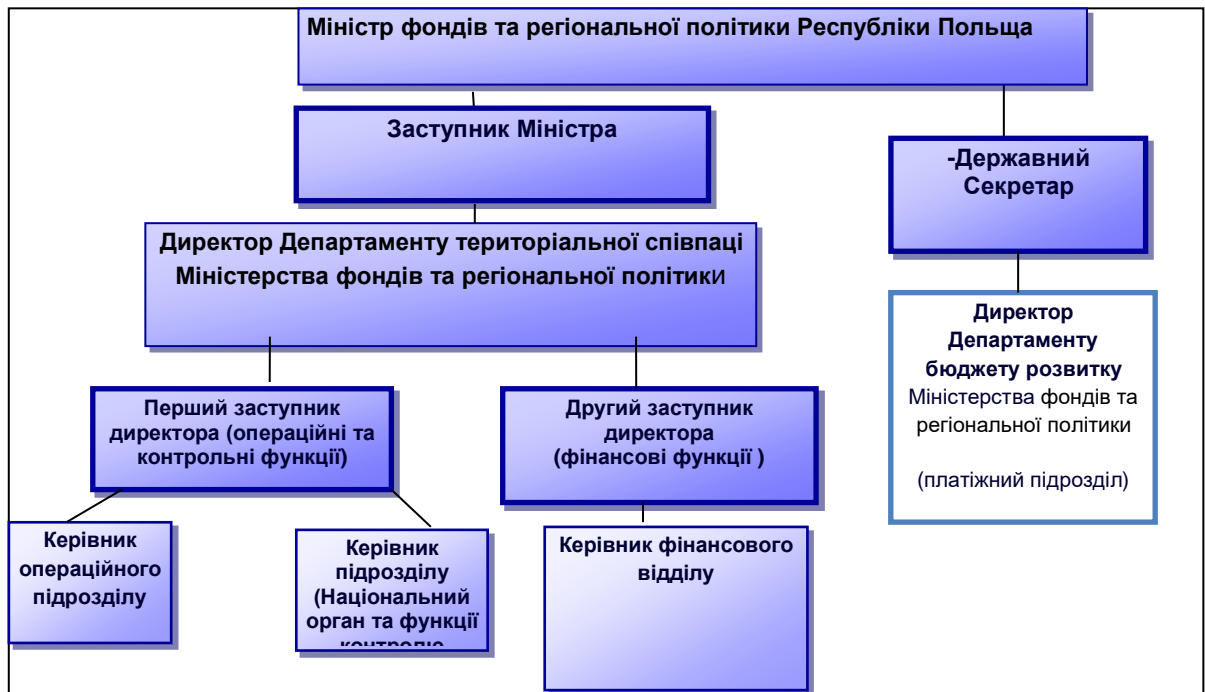 Міністр фондів та регіональної політики Республіки Польща
Заступник Міністра
-Державний
Секретар
Директор Департаменту територіальної співпаці
Міністерства фондів та регіональної політики
Директор
Департаменту
бюджету розвитку
Міністерства фондів та
регіональної політики
(платіжний підрозділ)
Перший заступник
директора (операційні та
контрольні функції)
Другий заступник
директора
(фінансові функції )
Керівник
операційного
підрозділу
Керівник
підрозділу
(Національний
орган та функції
контролю
Керівник фінансового
відділу